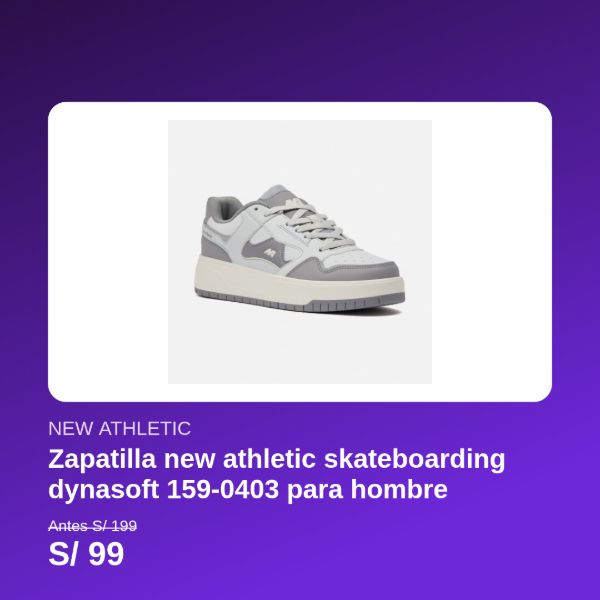 NEW ATHLETIC
Zapatilla new athletic skateboarding
dynasoft 159-0403 para hombre
Antes S/ 199
S/ 99